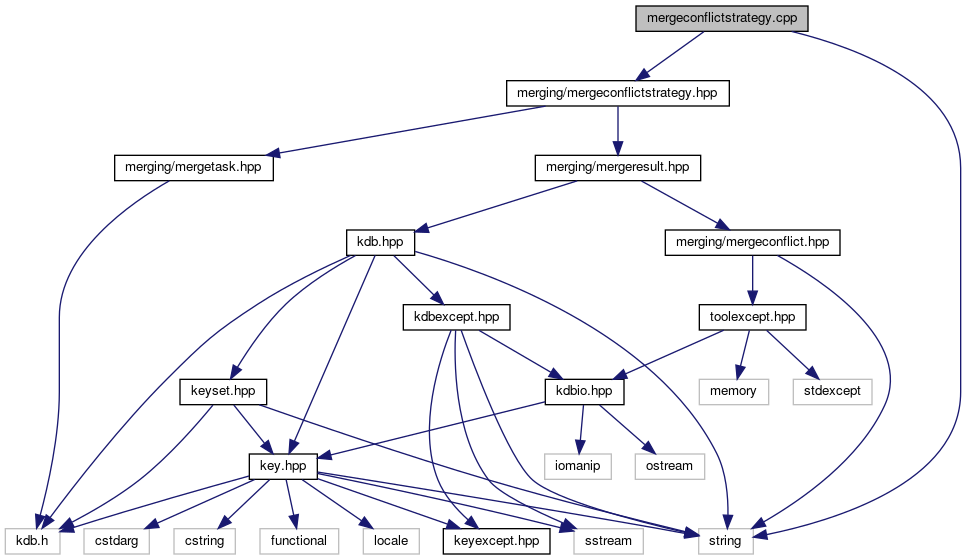 mergeconflictstrategy.cpp
merging/mergeconflictstrategy.hpp
merging/mergetask.hpp
merging/mergeresult.hpp
kdb.hpp
merging/mergeconflict.hpp
kdbexcept.hpp
toolexcept.hpp
keyset.hpp
kdbio.hpp
memory
stdexcept
key.hpp
iomanip
ostream
kdb.h
cstdarg
cstring
functional
locale
keyexcept.hpp
sstream
string